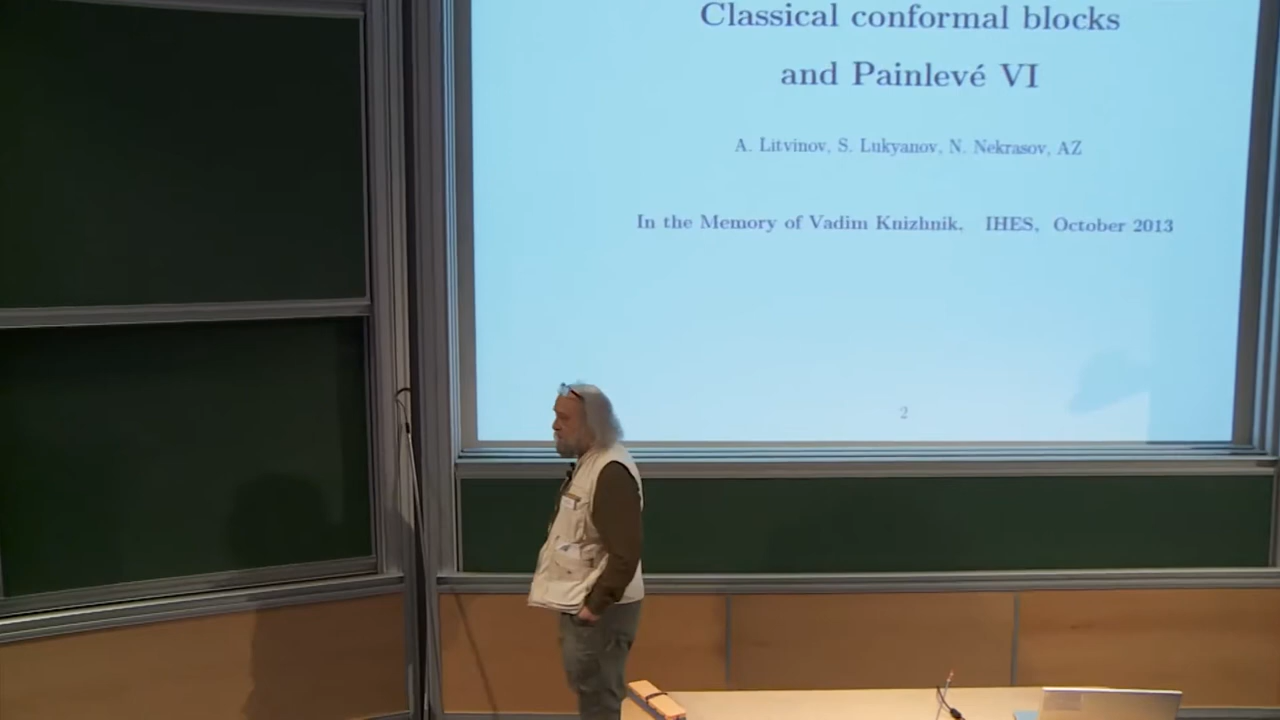 Classical conformal blocks
and Painlevé VI
A. Litvinov, S. Lukyanov, N. Nekrasov, AZ
In the Memory of Vadim Knizhnik, IHES, October 2013
2